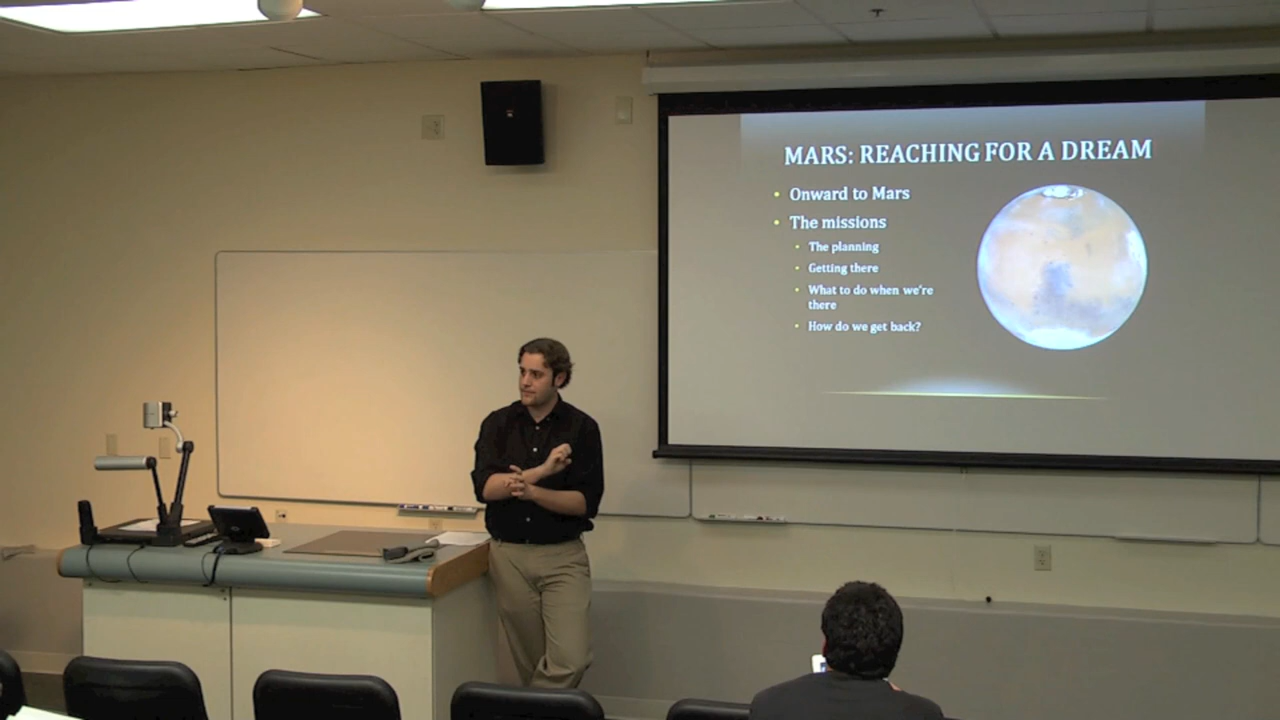 MARS: REACHING FOR A DREAM
• Onward to Mars
• The missions
• The planning
• Getting there
• What to do when we're
there
• How do we get back?